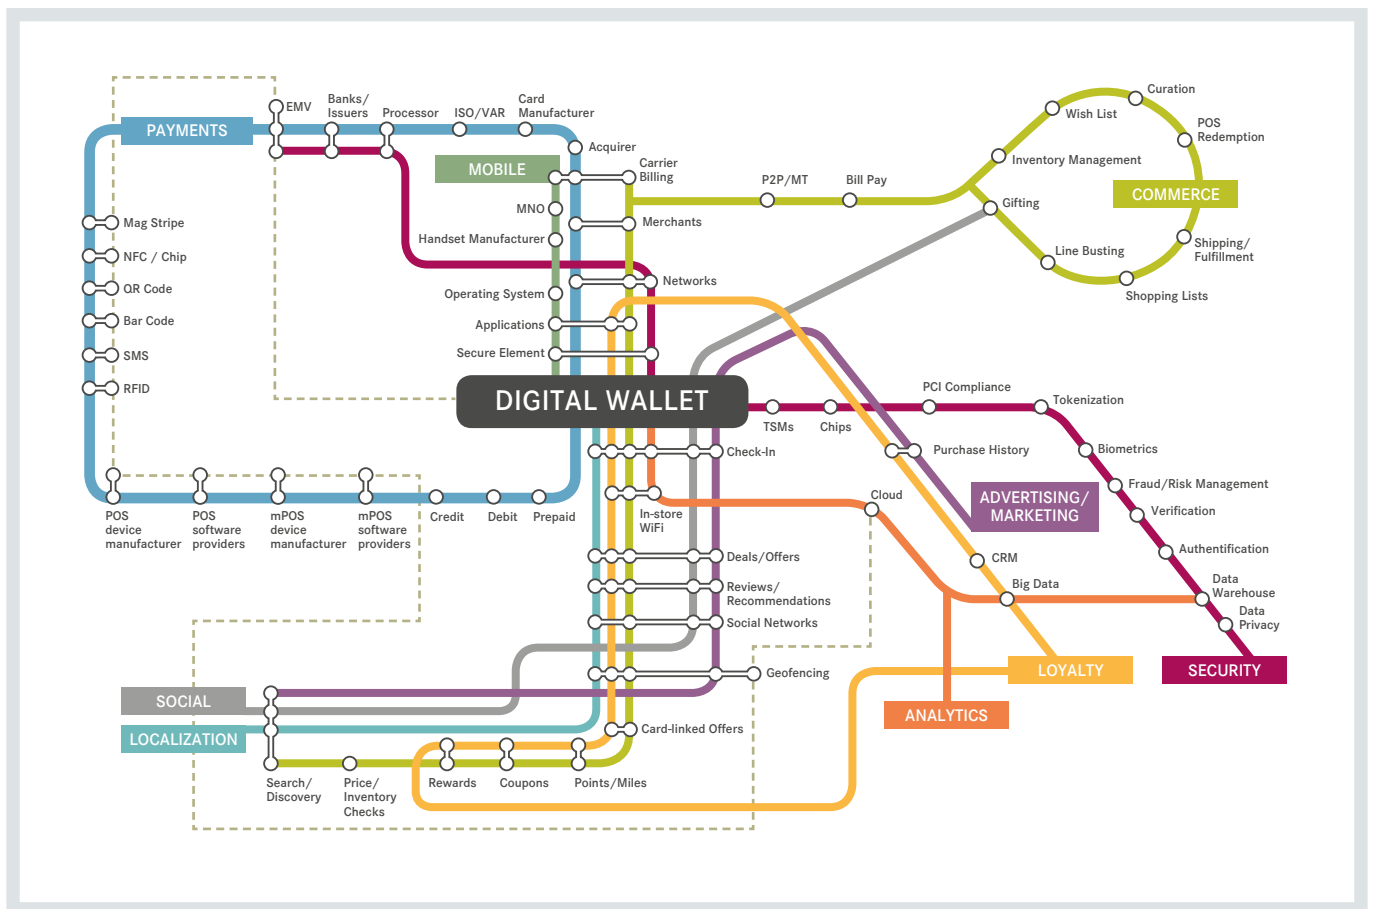 EMV
Banks/
Issuers
Processor
ISO/VAR
Card
Manufacturer
PAYMENTS
Acquirer
MOBILE
Carrier
Billing
MNO
Merchants
Handset Manufacturer
Networks
Operating System
Applications
Secure Element
P2P/MT
Bill Pay
Curation
Wish List
POS
Redemption
Inventory Management
COMMERCE
Gifting
Line Busting
Shipping/
Fulfillment
Shopping Lists
Mag Stripe
NFC / Chip
QR Code
Bar Code
SMS
RFID
DIGITAL WALLET
TSMs
Chips
PCI Compliance
Tokenization
Check-In
Purchase History
Biometrics
ADVERTISING/
MARKETING
Fraud/Risk Management
Verification
Authentification
Data
Warehouse
Data
Privacy
POS
device
manufacturer
POS
software
providers
mPOS
device
manufacturer
mPOS
software
providers
Credit
Debit
Prepaid
In-store
WiFi
Cloud
Deals/Offers
CRM
Big Data
Reviews/
Recommendations
Social Networks
Geofencing
LOYALTY
SECURITY
SOCIAL
ANALYTICS
LOCALIZATION
Card-linked Offers
Search/
Discovery
Price/
Inventory
Checks
Rewards
Coupons
Points/Miles